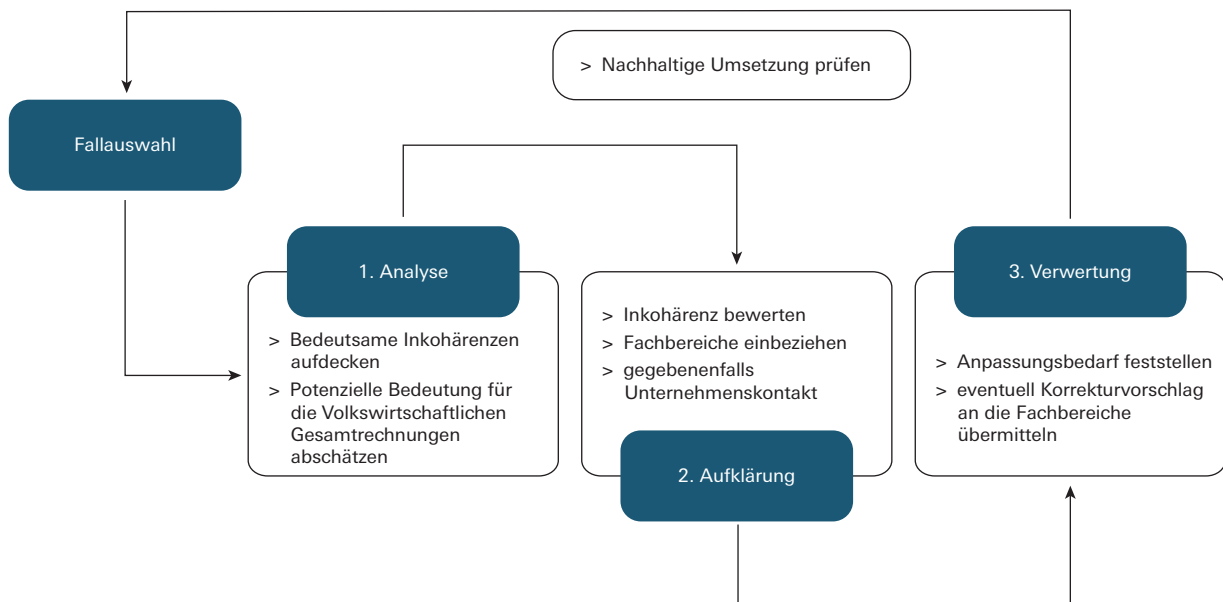 > Nachhaltige Umsetzung prüfen
Fallauswahl
1. Analyse
> Bedeutsame Inkohärenzen
aufdecken
> Potenzielle Bedeutung für
die Volkswirtschaftlichen
Gesamtrechnungen
abschätzen
> Inkohärenz bewerten
> Fachbereiche einbeziehen
> gegebenenfalls
Unternehmenskontakt
2. Aufklärung
3. Verwertung
> Anpassungsbedarf feststellen
> eventuell Korrekturvorschlag
an die Fachbereiche
übermitteln